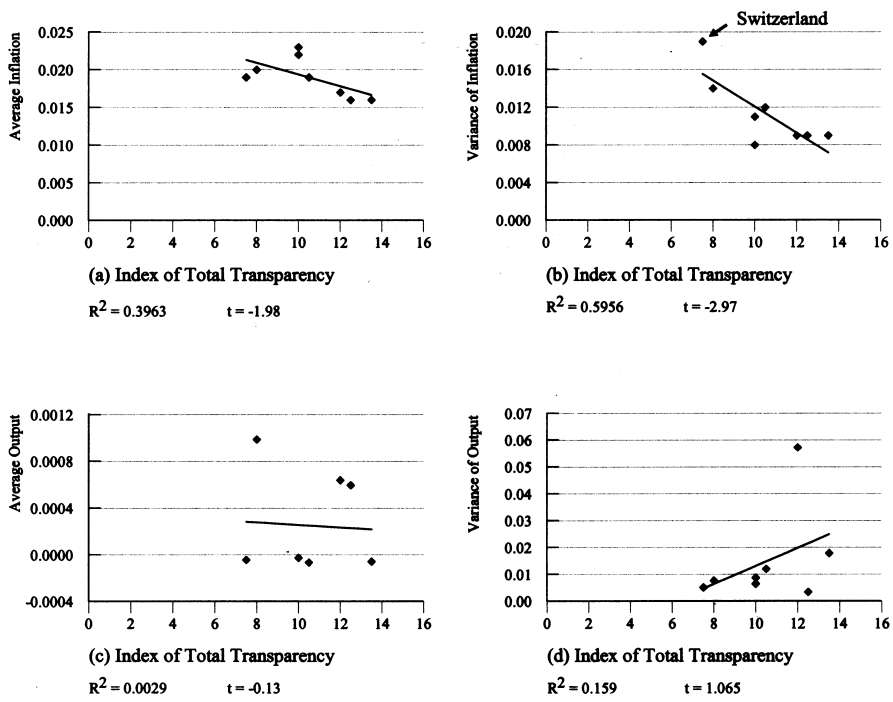 Average Inflation
0.025
0.020
0.015
0.010
0.005
0.000
0 2 4 6 8 10 12 14 16
(a) Index of Total Transparency
R² = 0.3963 t = -1.98
Switzerland
Variance of Inflation
0.020
0.016
0.012
0.008
0.004
0.000
0 2 4 6 8 10 12 14 16
(b) Index of Total Transparency
R² = 0.5956 t = -2.97
Average Output
0.0012
0.0008
0.0004
0.0000
-0.0004
0 2 4 6 8 10 12 14 16
(c) Index of Total Transparency
R² = 0.0029 t = -0.13
Variance of Output
0.07
0.06
0.05
0.04
0.03
0.02
0.01
0.00
0 2 4 6 8 10 12 14 16
(d) Index of Total Transparency
R² = 0.159 t = 1.065